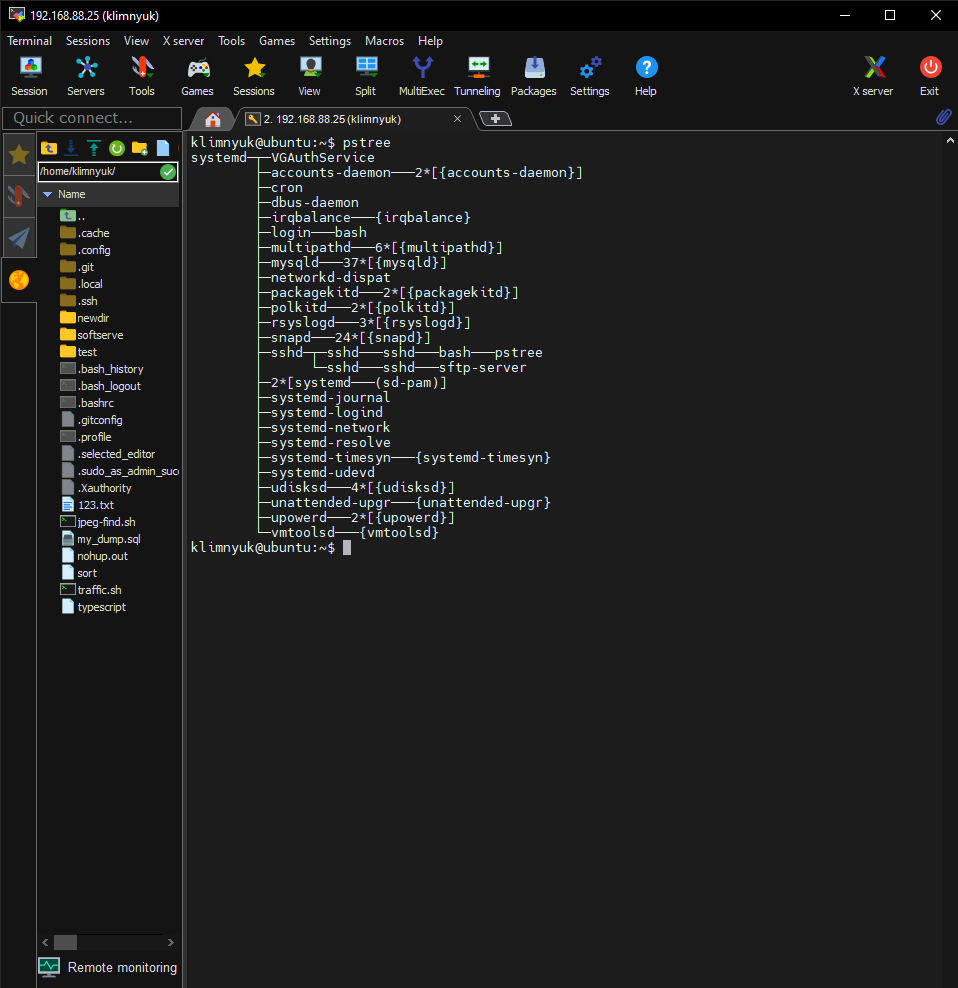 192.168.88.25 (klimnyuk)
Terminal Sessions View X server Tools Games Settings Macros Help
Session Servers Tools Games Sessions View Split MultiExec Tunneling Packages Settings Help X server Exit
Quick connect...
2. 192.168.88.25 (klimnyuk)
/home/klimnyuk/
Name
..
.cache
.config
.git
.local
.ssh
newdir
softserve
test
.bash_history
.bash_logout
.bashrc
.gitconfig
.profile
.selected_editor
.sudo_as_admin_succ
.Xauthority
123.txt
jpeg-find.sh
my_dump.sql
nohup.out
sort
traffic.sh
typescript
Remote monitoring
klimnyuk@ubuntu:~$ pstree
systemd─┬─VGAuthService
        ├─accounts-daemon───2*[{accounts-daemon}]
        ├─cron
        ├─dbus-daemon
        ├─irqbalance───{irqbalance}
        ├─login───bash
        ├─multipathd───6*[{multipathd}]
        ├─mysqld───37*[{mysqld}]
        ├─networkd-dispat
        ├─packagekitd───2*[{packagekitd}]
        ├─polkitd───2*[{polkitd}]
        ├─rsyslogd───3*[{rsyslogd}]
        ├─snapd───24*[{snapd}]
        ├─sshd─┬─sshd───sshd───bash───pstree
        │      └─sshd───sshd───sftp-server
        ├─2*[systemd───(sd-pam)]
        ├─systemd-journal
        ├─systemd-logind
        ├─systemd-network
        ├─systemd-resolve
        ├─systemd-timesyn───{systemd-timesyn}
        ├─systemd-udevd
        ├─udisksd───4*[{udisksd}]
        ├─unattended-upgr───{unattended-upgr}
        ├─upowerd───2*[{upowerd}]
        └─vmtoolsd───{vmtoolsd}
klimnyuk@ubuntu:~$